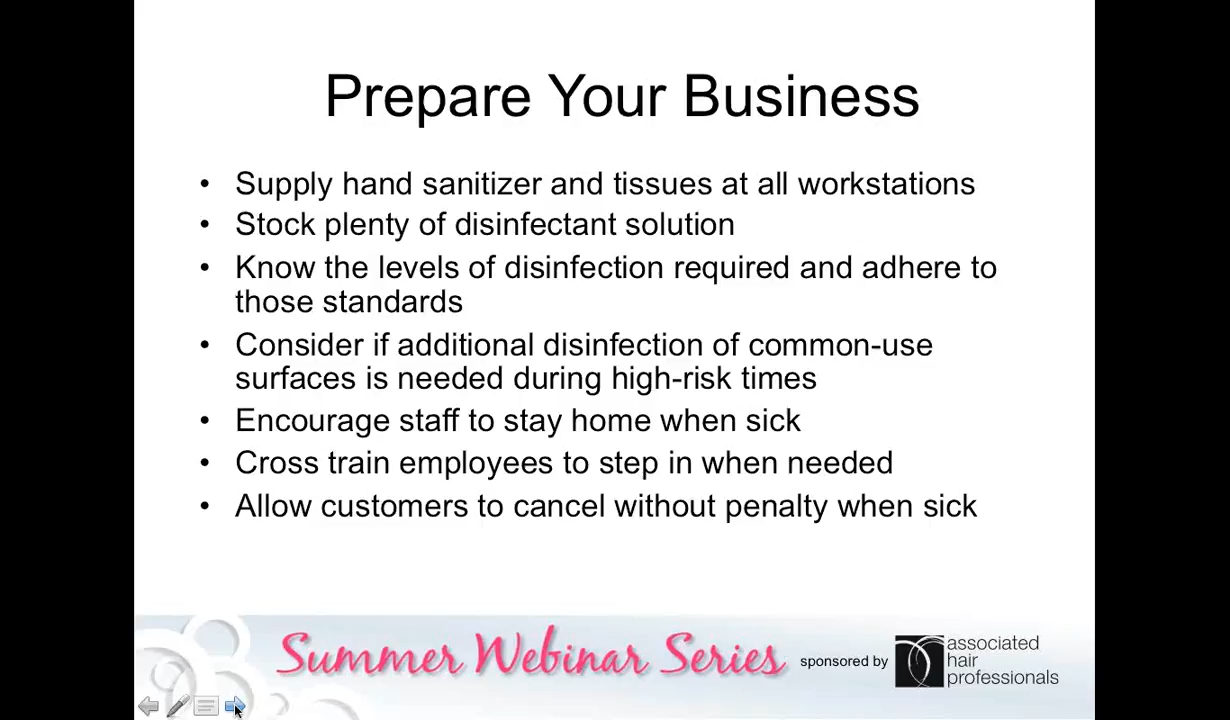 Prepare Your Business
• Supply hand sanitizer and tissues at all workstations
• Stock plenty of disinfectant solution
• Know the levels of disinfection required and adhere to
those standards
• Consider if additional disinfection of common-use
surfaces is needed during high-risk times
• Encourage staff to stay home when sick
• Cross train employees to step in when needed
• Allow customers to cancel without penalty when sick
Summer Webinar Series
sponsored by
associated
hair
professionals